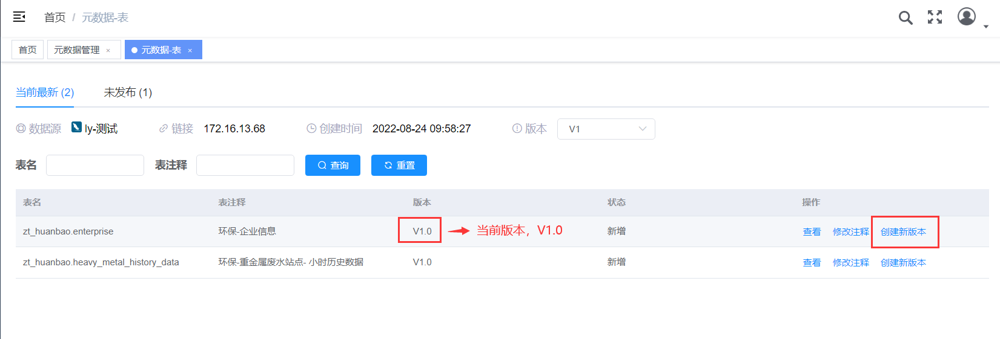 首页 / 元数据-表
首页 元数据管理 × 元数据-表 ×
当前最新 (2) 未发布 (1)
数据源 ly-测试 链接 172.16.13.68 创建时间 2022-08-24 09:58:27 版本 V1
表名 表注释 查询 重置
表名 表注释 版本 状态 操作
zt_huanbao.enterprise 环保-企业信息 V1.0 当前版本，V1.0 新增 查看 修改注释 创建新版本
zt_huanbao.heavy_metal_history_data 环保-重金属废水站点- 小时历史数据 V1.0 新增 查看 修改注释 创建新版本